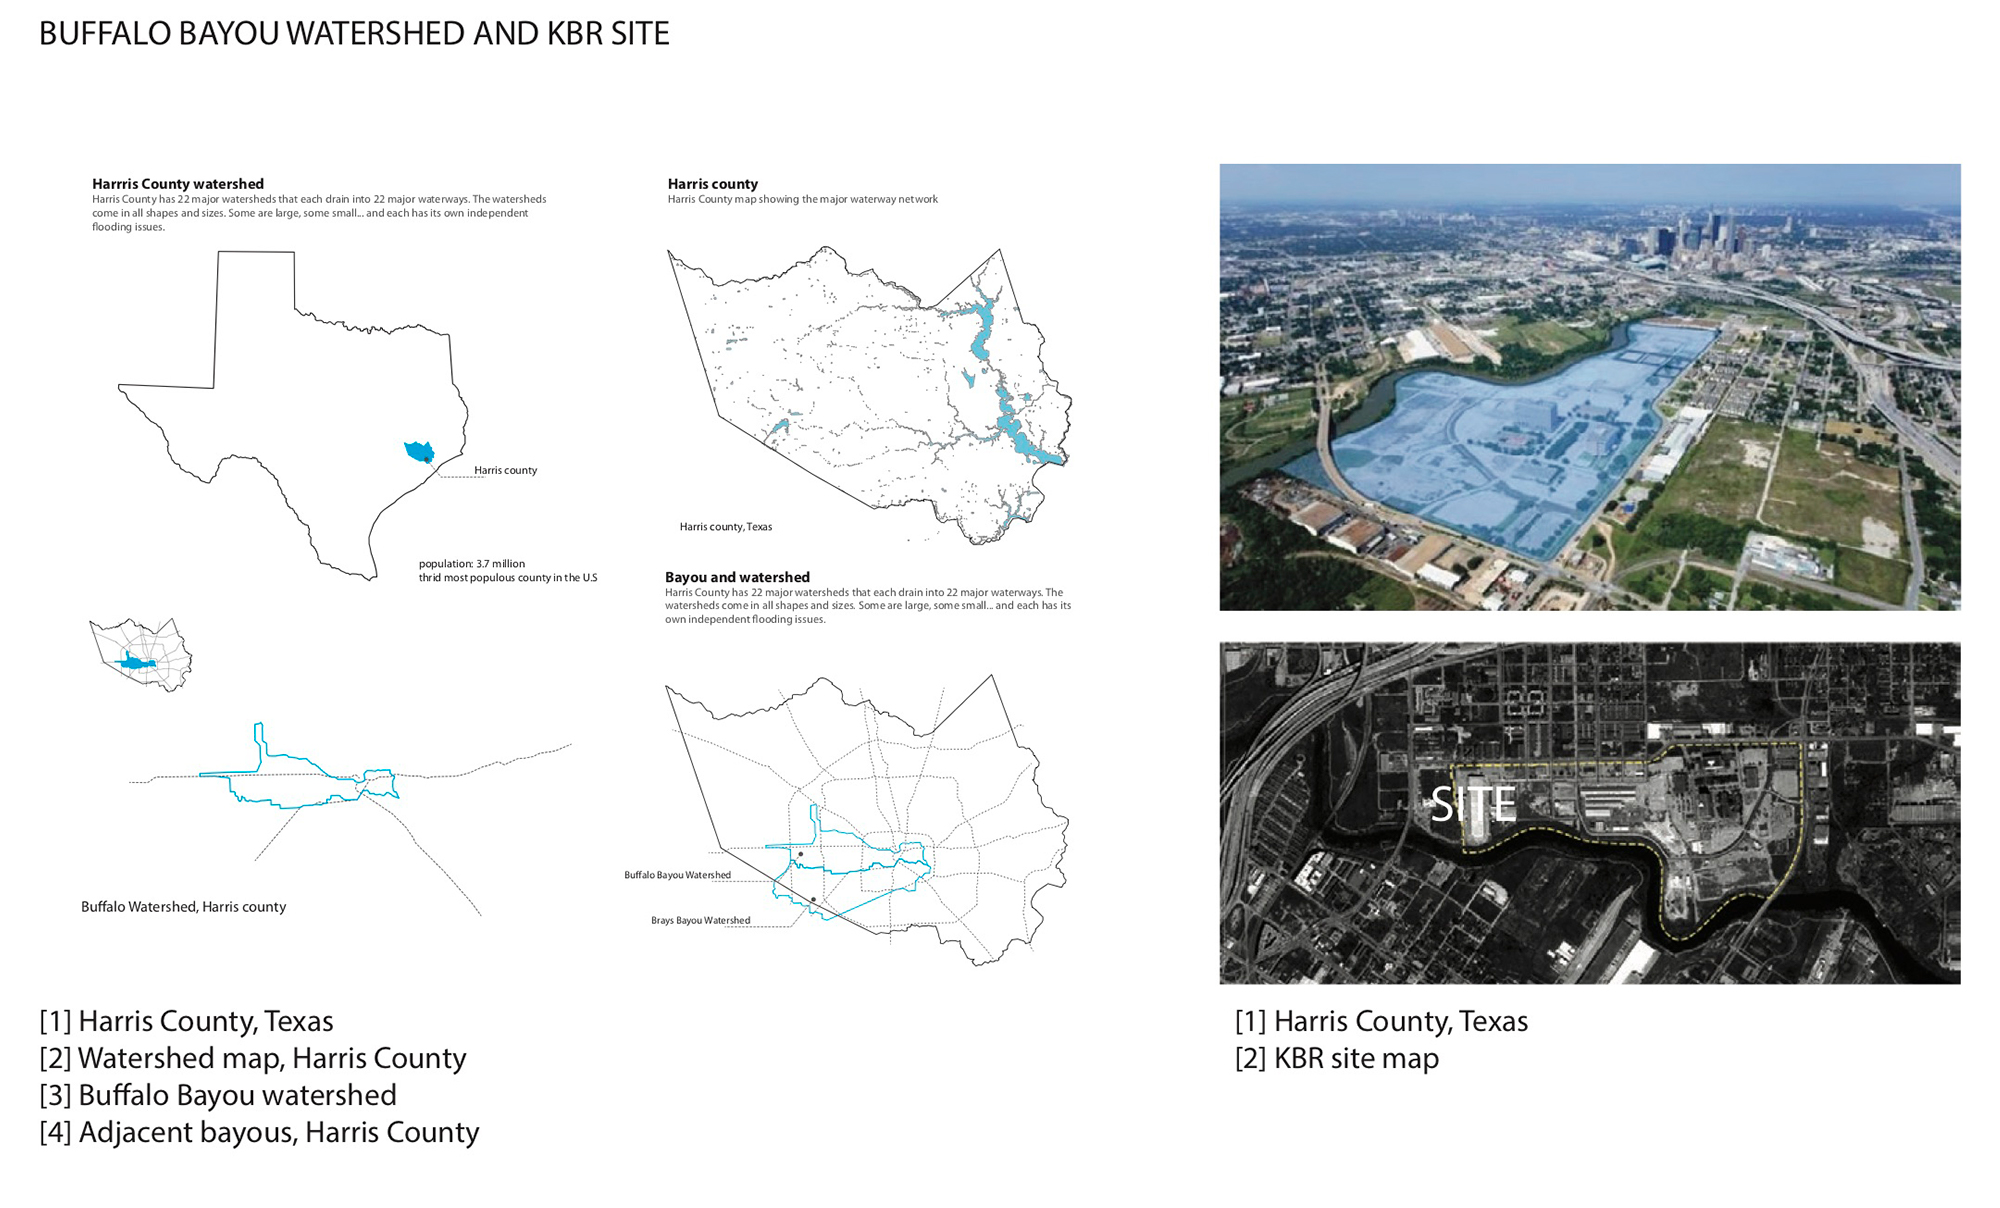 BUFFALO BAYOU WATERSHED AND KBR SITE
Harrris County watershed
Harris County has 22 major watersheds that each drain into 22 major waterways. The watersheds
come in all shapes and sizes. Some are large, some small... and each has its own independent
flooding issues.
Harris county
population: 3.7 million
thrid most populous county in the U.S
Buffalo Watershed, Harris county
Harris county
Harris County map showing the major waterway network
Harris county, Texas
Bayou and watershed
Harris County has 22 major watersheds that each drain into 22 major waterways. The
watersheds come in all shapes and sizes. Some are large, some small... and each has its
own independent flooding issues.
Buffalo Bayou Watershed
Brays Bayou Watershed
[1] Harris County, Texas
[2] Watershed map, Harris County
[3] Buffalo Bayou watershed
[4] Adjacent bayous, Harris County
SITE
[1] Harris County, Texas
[2] KBR site map